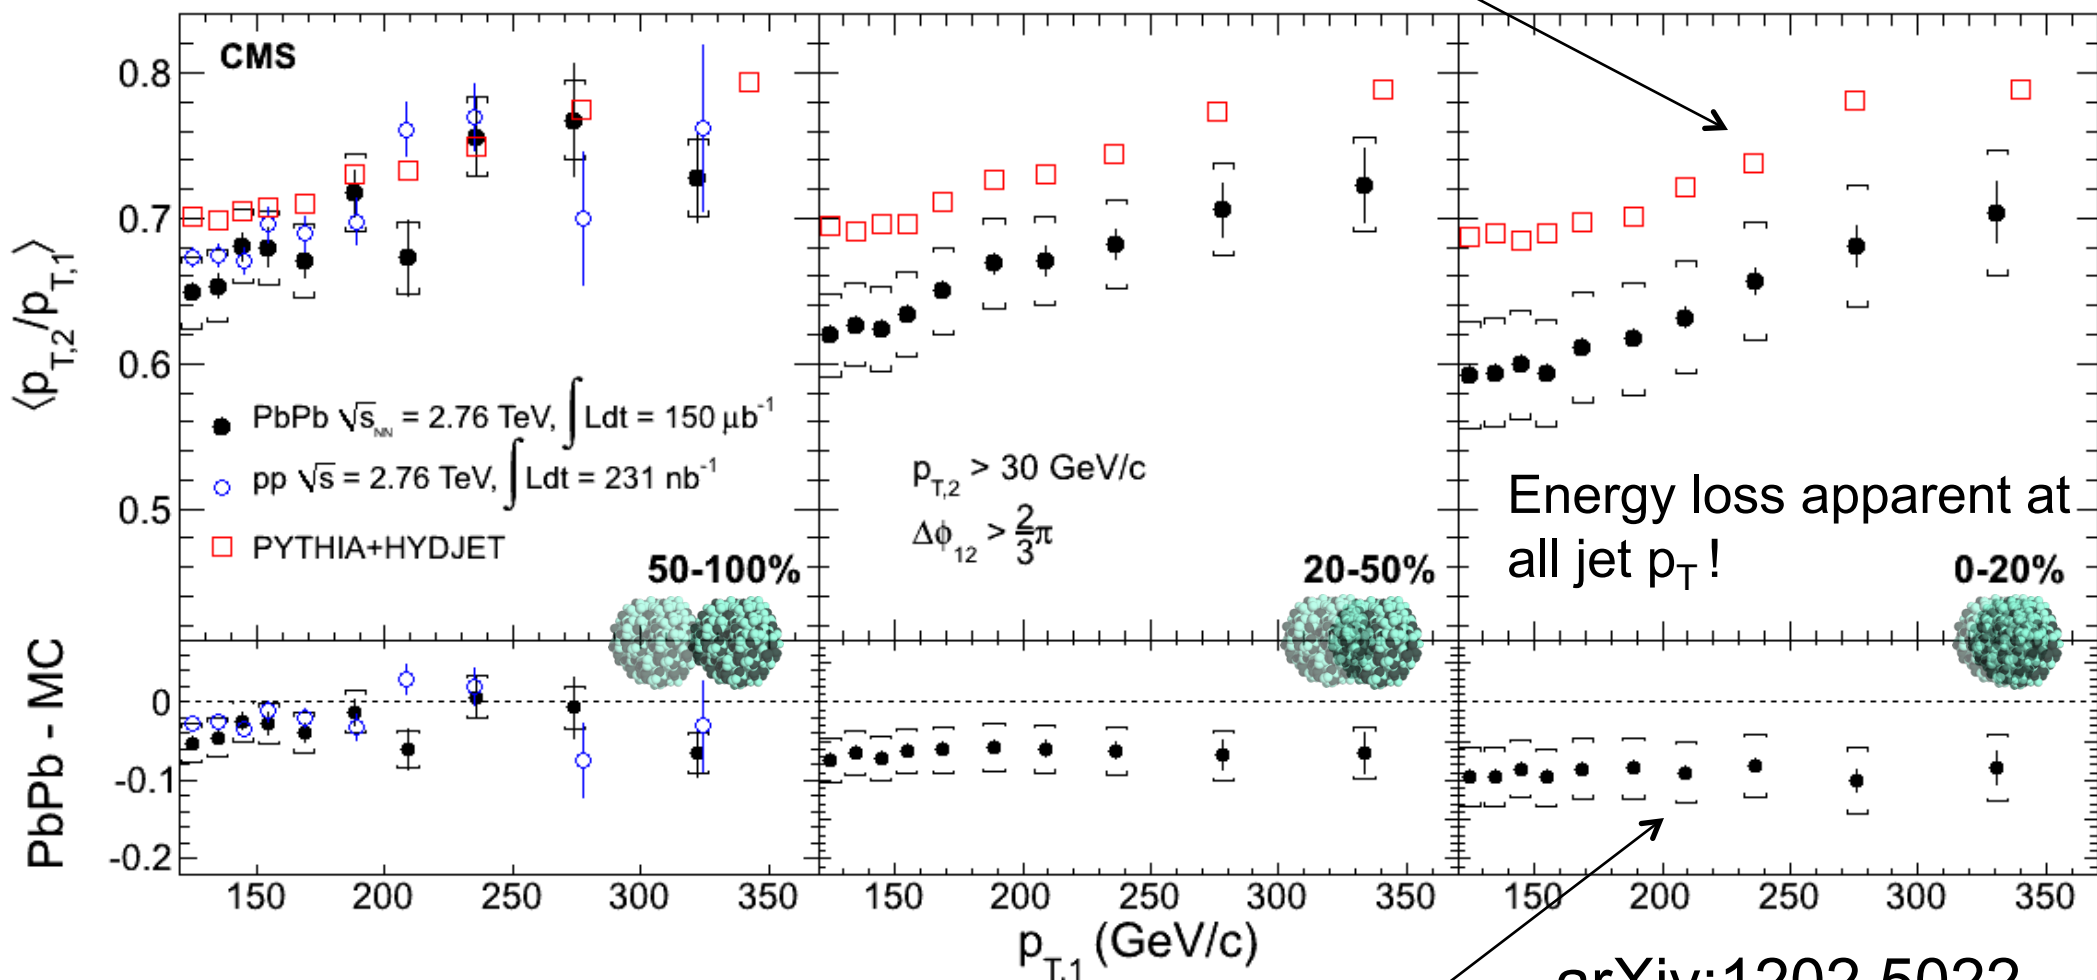 CMS
0.8
0.7
0.6
0.5
⟨p_T,2/p_T,1⟩
PbPb √s_NN = 2.76 TeV, ∫Ldt = 150 μb⁻¹
pp √s = 2.76 TeV, ∫Ldt = 231 nb⁻¹
PYTHIA+HYDJET
50-100%
p_T,2 > 30 GeV/c
Δϕ_12 > 2/3 π
20-50%
Energy loss apparent at
all jet p_T !
0-20%
PbPb - MC
0
-0.1
-0.2
150 200 250 300 350 150 200 250 300 350 150 200 250 300 350
p_T,1 (GeV/c)
arXiv:1202.5022